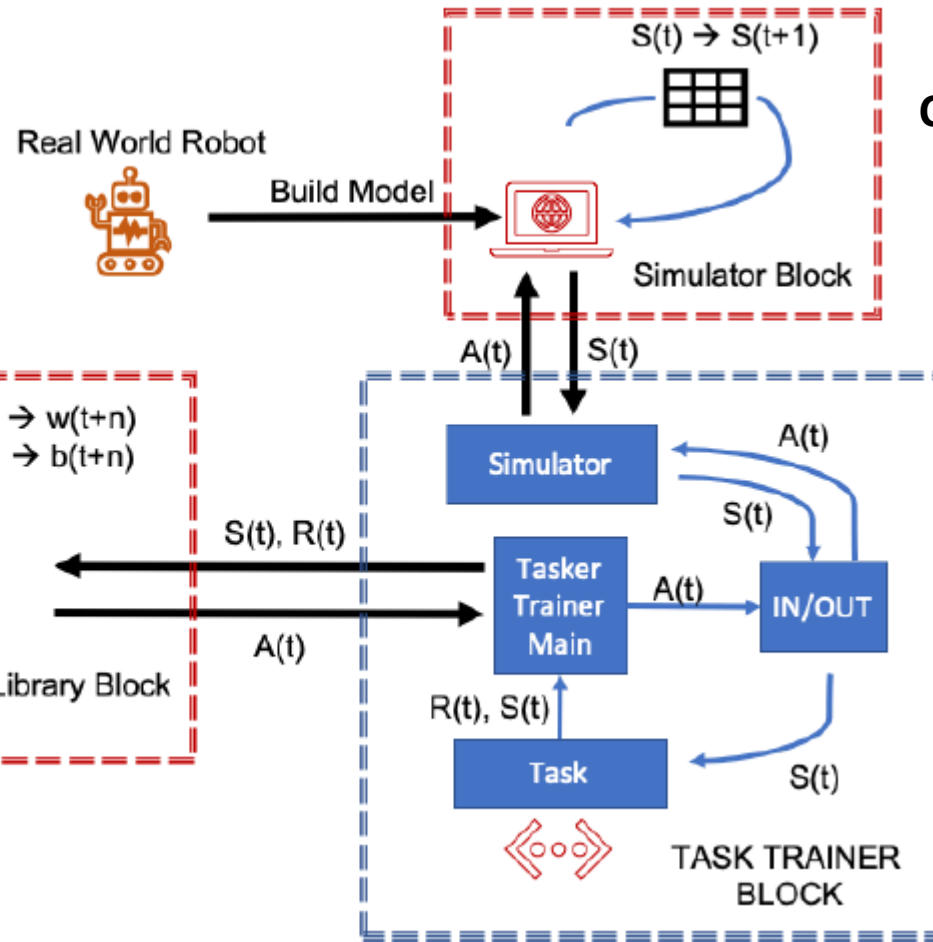 S(t) → S(t+1)
Real World Robot
Build Model
Simulator Block
A(t)
S(t)
→ w(t+n)
→ b(t+n)
Simulator
A(t)
S(t)
S(t), R(t)
Tasker
Trainer
Main
A(t)
IN/OUT
A(t)
Library Block
R(t), S(t)
Task
S(t)
TASK TRAINER
BLOCK